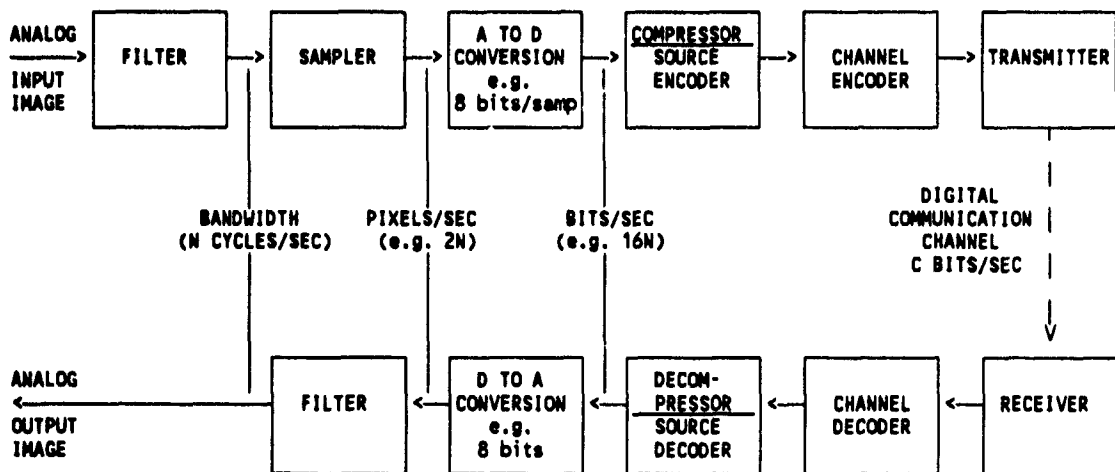 ANALOG
INPUT
IMAGE
FILTER
SAMPLER
A TO D
CONVERSION
e.g.
8 bits/samp
COMPRESSOR
SOURCE
ENCODER
CHANNEL
ENCODER
TRANSMITTER
BANDWIDTH
(N CYCLES/SEC)
PIXELS/SEC
(e.g. 2N)
BITS/SEC
(e.g. 16N)
DIGITAL
COMMUNICATION
CHANNEL
C BITS/SEC
ANALOG
OUTPUT
IMAGE
FILTER
D TO A
CONVERSION
e.g.
8 bits
DECOM-
PRESSOR
SOURCE
DECODER
CHANNEL
DECODER
RECEIVER